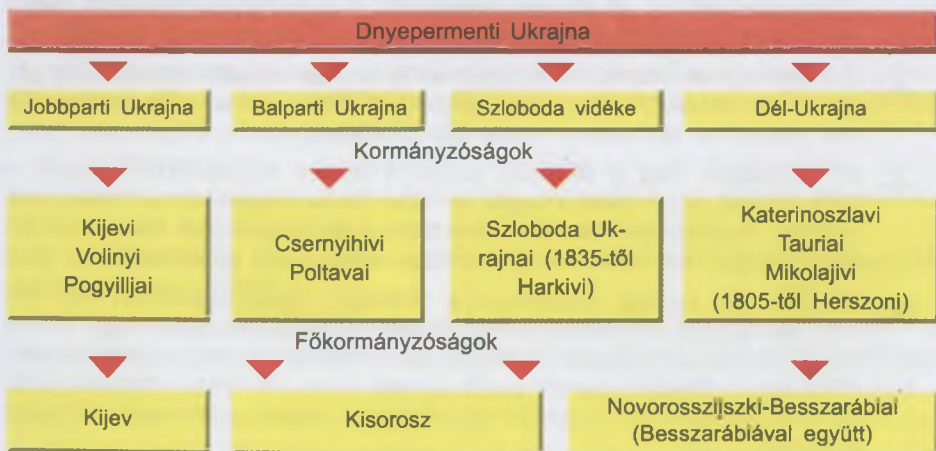 Dnyepermenti Ukrajna
Jobbparti Ukrajna
Balparti Ukrajna
Szloboda vidéke
Dél-Ukrajna
Kormányzóságok
Kijevi
Volinyi
Pogyilljai
Csernyihivi
Poltavai
Szloboda Uk-
rajnai (1835-től
Harkivi)
Katerinoszlavi
Tauriai
Mikolajivi
(1805-től Herszoni)
Főkormányzóságok
Kijev
Kisorosz
Novorosszijszki-Besszarábiai
(Besszarábiával együtt)